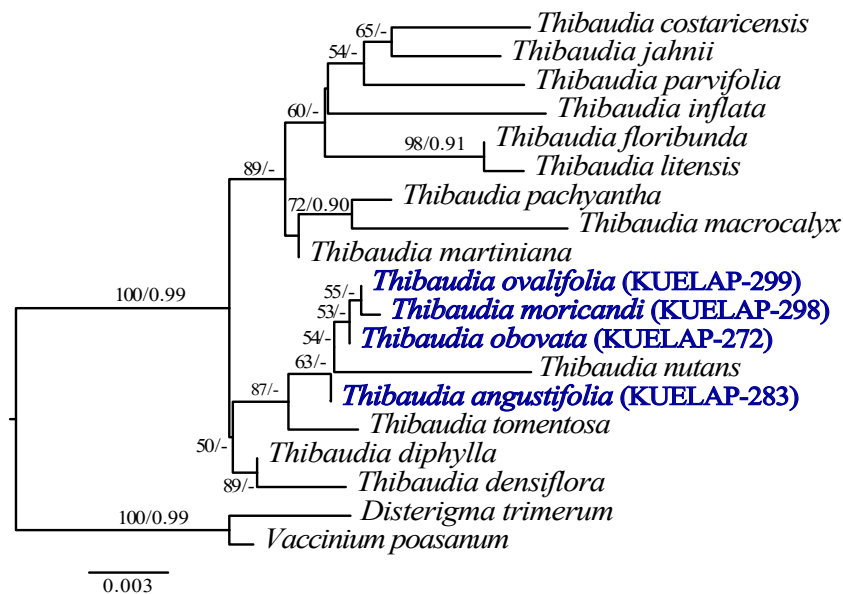 65/-
Thibaudia costaricensis
54/-
Thibaudia jahnii
Thibaudia parvifolia
60/-
Thibaudia inflata
98/0.91
Thibaudia floribunda
Thibaudia litensis
89/-
72/0.90
Thibaudia pachyantha
Thibaudia macrocalyx
Thibaudia martiniana
100/0.99
55/-
Thibaudia ovalifolia (KUELAP-299)
53/-
Thibaudia moricandi (KUELAP-298)
54/-
Thibaudia obovata (KUELAP-272)
63/-
Thibaudia nutans
87/-
Thibaudia angustifolia (KUELAP-283)
Thibaudia tomentosa
50/-
Thibaudia diphylla
89/-
Thibaudia densiflora
100/0.99
Disterigma trimerum
Vaccinium poasanum
0.003